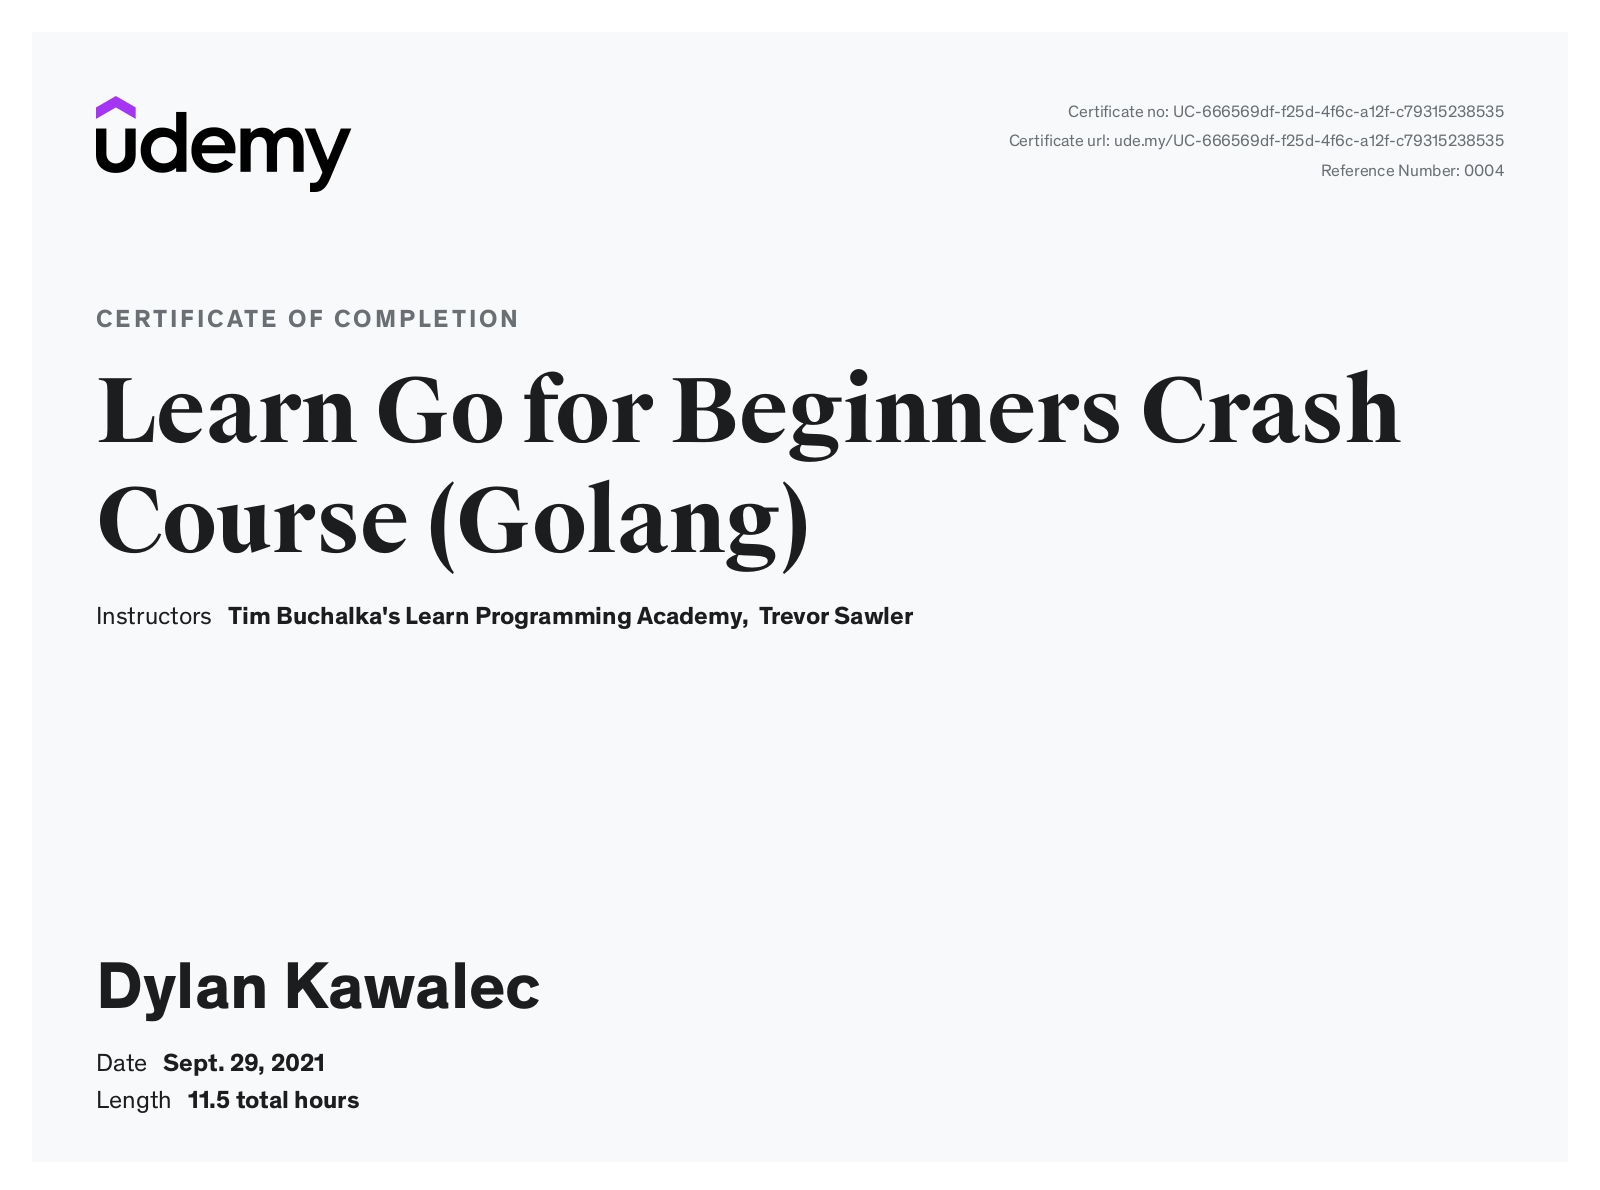 udemy
Certificate no: UC-666569df-f25d-4f6c-a12f-c79315238535
Certificate url: ude.my/UC-666569df-f25d-4f6c-a12f-c79315238535
Reference Number: 0004
CERTIFICATE OF COMPLETION
Learn Go for Beginners Crash
Course (Golang)
Instructors Tim Buchalka's Learn Programming Academy, Trevor Sawler
Dylan Kawalec
Date Sept. 29, 2021
Length 11.5 total hours